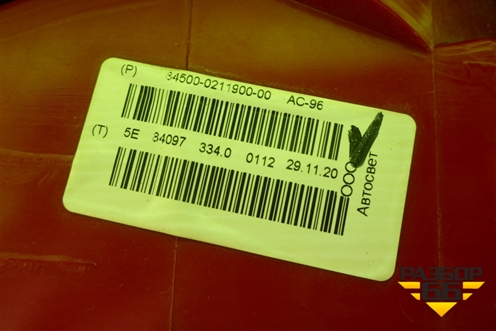 (P) 84500-0211900-00 AC-96
(T) 5E 84097 334.0 0112 29.11.20
ООО
Автосвет
РАЗБОР
66